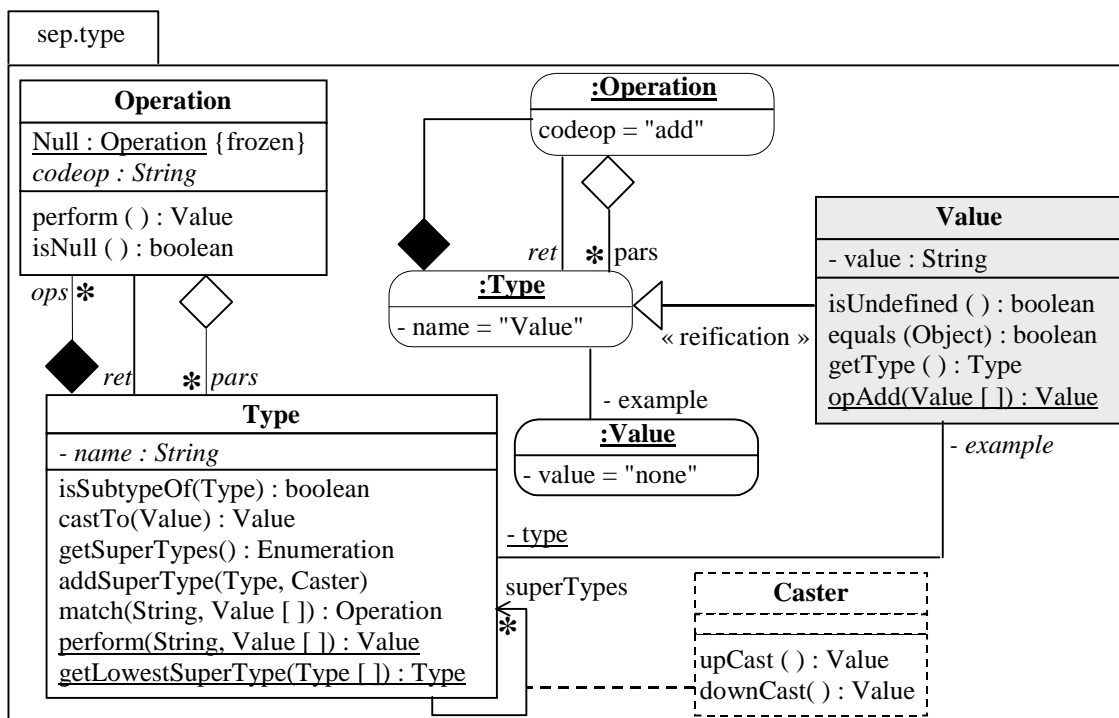 sep.type
Operation
Null : Operation {frozen}
codeop : String
perform ( ) : Value
isNull ( ) : boolean
ops *
ret
* pars
:Operation
codeop = "add"
ret
* pars
:Type
- name = "Value"
« reification »
- example
:Value
- value = "none"
Value
- value : String
isUndefined ( ) : boolean
equals (Object) : boolean
getType ( ) : Type
opAdd(Value [ ]) : Value
- example
Type
- name : String
isSubtypeOf(Type) : boolean
castTo(Value) : Value
getSuperTypes() : Enumeration
addSuperType(Type, Caster)
match(String, Value [ ]) : Operation
perform(String, Value [ ]) : Value
getLowestSuperType(Type [ ]) : Type
- type
superTypes
*
Caster
upCast ( ) : Value
downCast( ) : Value